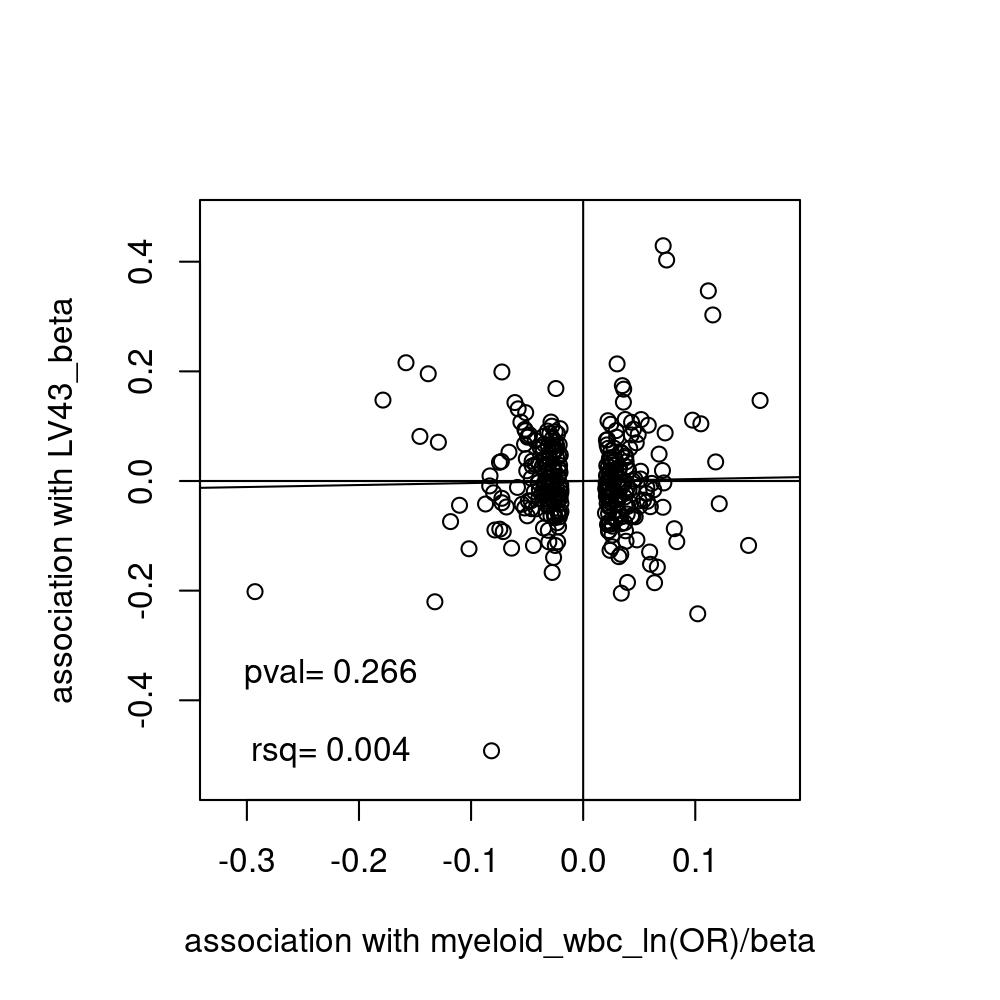 association with LV43_beta
0.4
0.2
0.0
-0.2
-0.4
pval= 0.266
rsq= 0.004
-0.3 -0.2 -0.1 0.0 0.1
association with myeloid_wbc_ln(OR)/beta